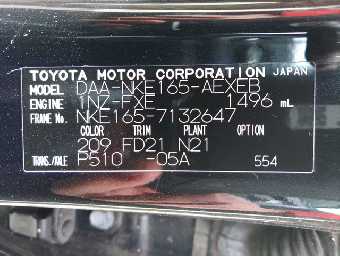 TOYOTA MOTOR CORPORATION JAPAN
MODEL DAA-NKE165-AEXEB
ENGINE 1NZ-FXE 1496 mL
FRAME No. NKE165-7132647
COLOR TRIM PLANT OPTION
209 FD21 N21
TRANS./AXLE P510 -05A 554